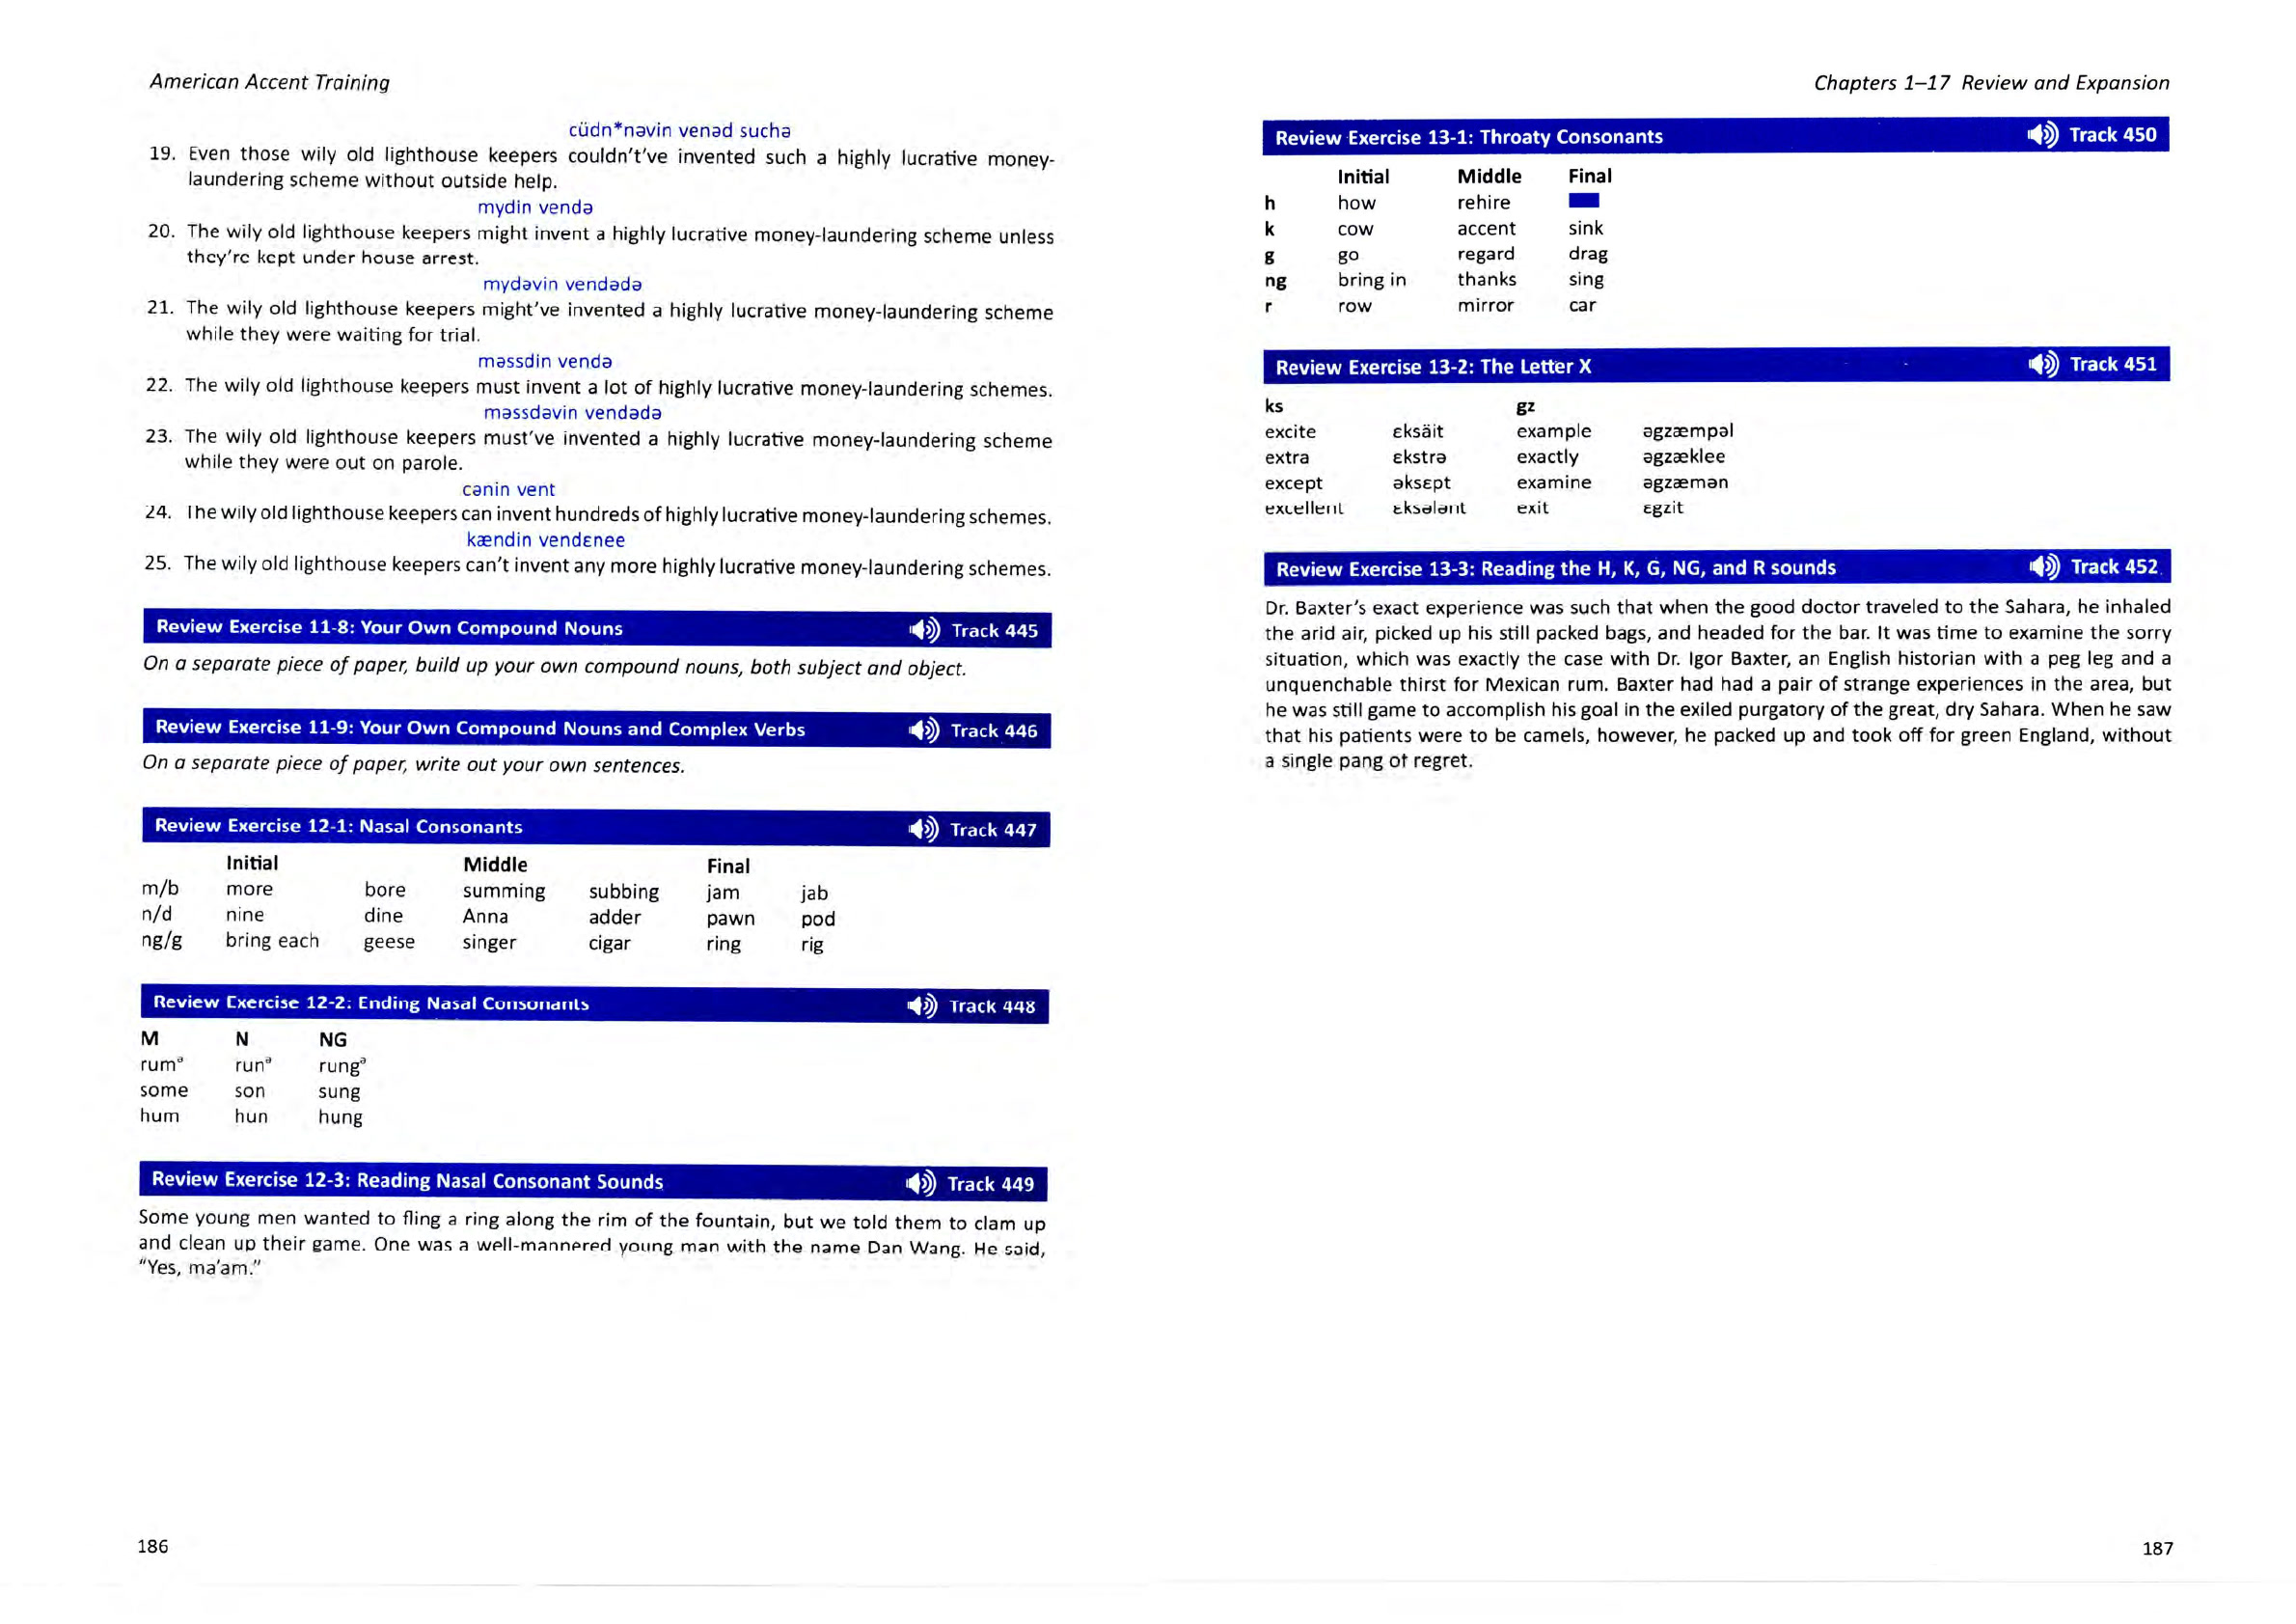 American Accent Training
cüdn*nəvin venəd suchə
19. Even those wily old lighthouse keepers couldn't've invented such a highly lucrative money-
laundering scheme without outside help.
mydin vendə
20. The wily old lighthouse keepers might invent a highly lucrative money-laundering scheme unless
they're kept under house arrest.
mydəvin vendədə
21. The wily old lighthouse keepers might've invented a highly lucrative money-laundering scheme
while they were waiting for trial.
məssdin vendə
22. The wily old lighthouse keepers must invent a lot of highly lucrative money-laundering schemes.
məssdəvin vendədə
23. The wily old lighthouse keepers must've invented a highly lucrative money-laundering scheme
while they were out on parole.
cənin vent
24. The wily old lighthouse keepers can invent hundreds of highly lucrative money-laundering schemes.
kændin vendɛnee
25. The wily old lighthouse keepers can't invent any more highly lucrative money-laundering schemes.
Review Exercise 11-8: Your Own Compound Nouns Track 445
On a separate piece of paper, build up your own compound nouns, both subject and object.
Review Exercise 11-9: Your Own Compound Nouns and Complex Verbs Track 446
On a separate piece of paper, write out your own sentences.
Review Exercise 12-1: Nasal Consonants Track 447
Initial Middle Final
m/b more bore summing subbing jam jab
n/d nine dine Anna adder pawn pod
ng/g bring each geese singer cigar ring rig
Review Exercise 12-2: Ending Nasal Consonants Track 448
M N NG
rumᵊ runᵊ rungᵊ
some son sung
hum hun hung
Review Exercise 12-3: Reading Nasal Consonant Sounds Track 449
Some young men wanted to fling a ring along the rim of the fountain, but we told them to clam up
and clean up their game. One was a well-mannered young man with the name Dan Wang. He said,
"Yes, ma'am."
186
Chapters 1–17 Review and Expansion
Review Exercise 13-1: Throaty Consonants Track 450
Initial Middle Final
h how rehire
k cow accent sink
g go regard drag
ng bring in thanks sing
r row mirror car
Review Exercise 13-2: The Letter X Track 451
ks gz
excite ɛksäit example əgzæmpəl
extra ɛkstrə exactly əgzæklee
except əksɛpt examine əgzæmən
excellent ɛksələnt exit ɛgzit
Review Exercise 13-3: Reading the H, K, G, NG, and R sounds Track 452
Dr. Baxter's exact experience was such that when the good doctor traveled to the Sahara, he inhaled
the arid air, picked up his still packed bags, and headed for the bar. It was time to examine the sorry
situation, which was exactly the case with Dr. Igor Baxter, an English historian with a peg leg and a
unquenchable thirst for Mexican rum. Baxter had had a pair of strange experiences in the area, but
he was still game to accomplish his goal in the exiled purgatory of the great, dry Sahara. When he saw
that his patients were to be camels, however, he packed up and took off for green England, without
a single pang of regret.
187